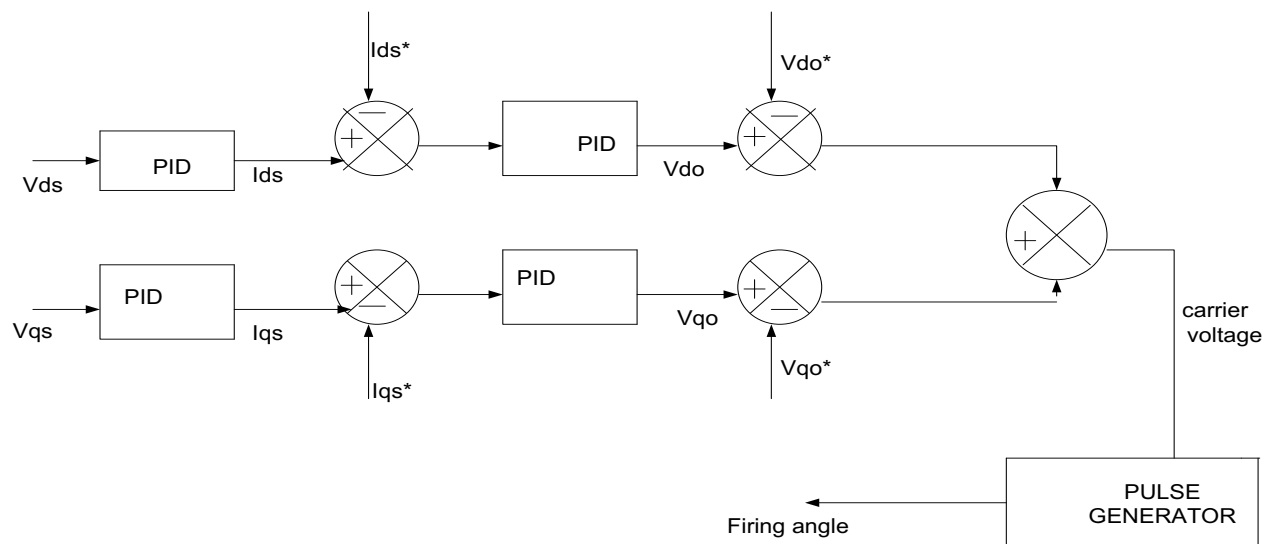 Ids*
Vdo*
PID
PID
Vds
Ids
Vdo
PID
PID
Vqs
Iqs
Vqo
Iqs*
Vqo*
carrier
voltage
PULSE
GENERATOR
Firing angle